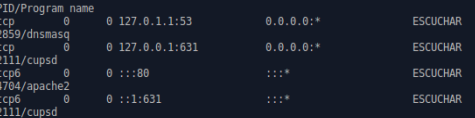 PID/Program name
tcp 0 0 127.0.1.1:53 0.0.0.0:* ESCUCHAR
2859/dnsmasq
tcp 0 0 127.0.0.1:631 0.0.0.0:* ESCUCHAR
2111/cupsd
tcp6 0 0 :::80 :::* ESCUCHAR
4704/apache2
tcp6 0 0 ::1:631 :::* ESCUCHAR
2111/cupsd